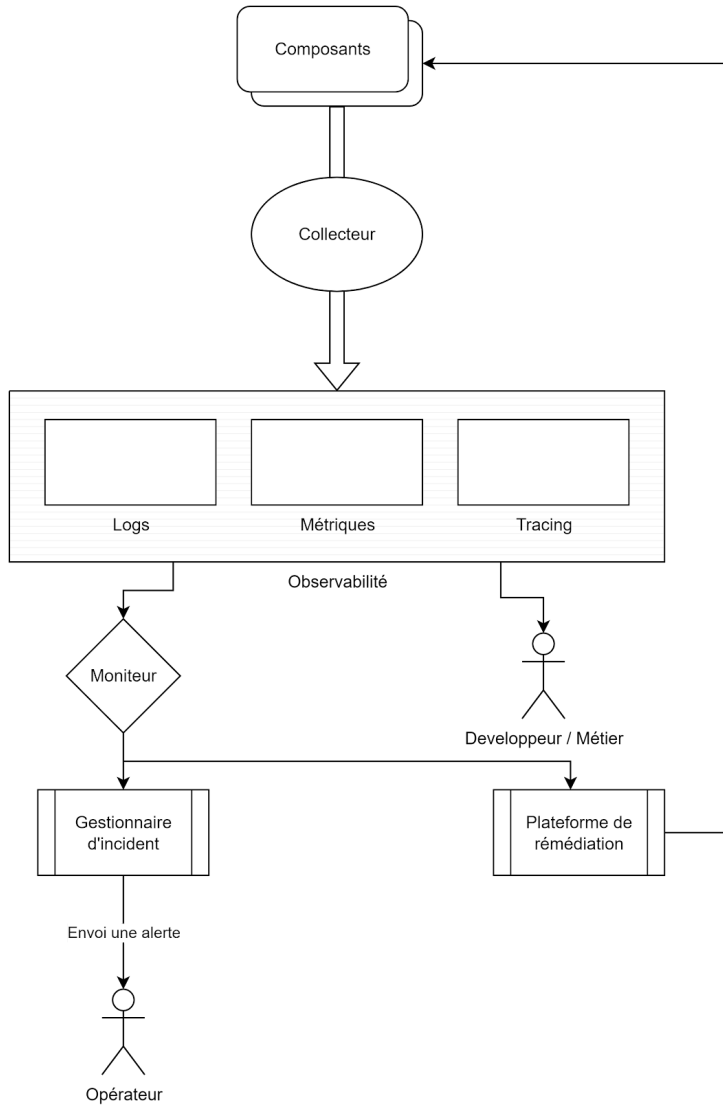 Composants
Collecteur
Logs
Métriques
Tracing
Observabilité
Moniteur
Developpeur / Métier
Gestionnaire
d'incident
Plateforme de
rémédiation
Envoi une alerte
Opérateur